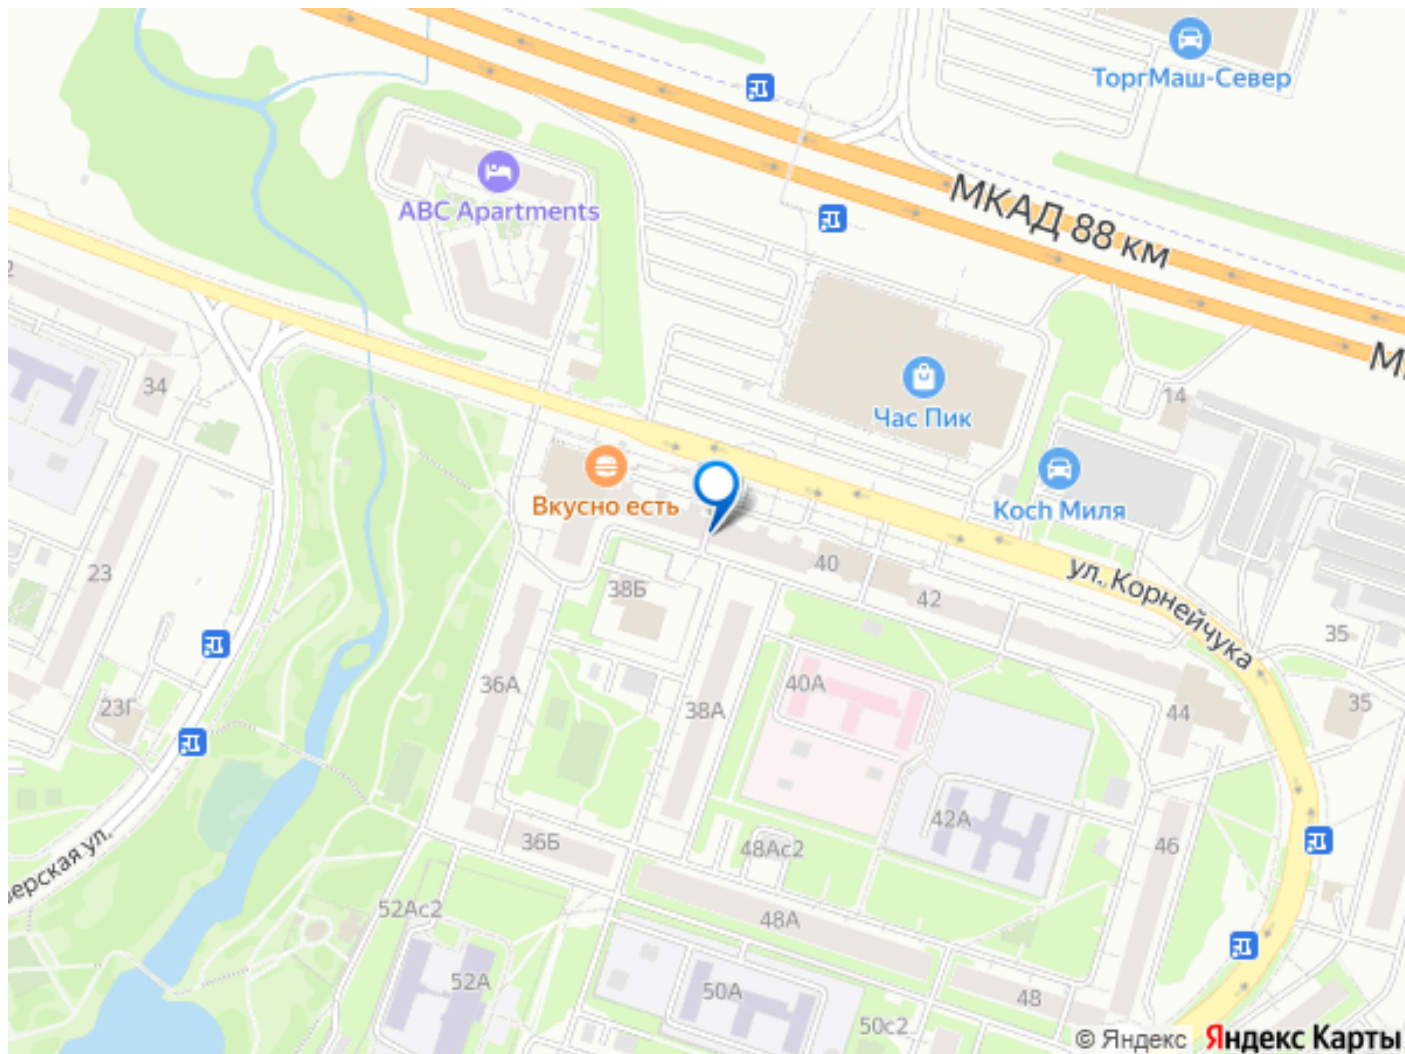 ТоргМаш-Север
ABC Apartments
МКАД 88 км
34
Час Пик
14
Вкусно есть
Koch Миля
23
38Б
40
42
ул. Корнейчука
35
36А
38А
40А
35
23Г
44
42А
36Б
48Ас2
46
52Ас2
48А
52А
50А
48
50с2
© Яндекс
Яндекс Карты